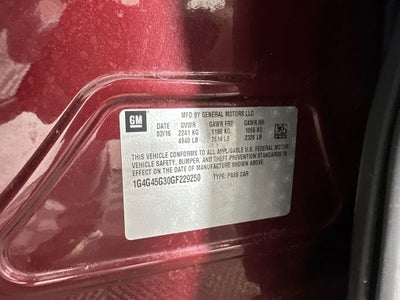 GM
MFD BY GENERAL MOTORS LLC
DATE GVWR GAWR FRT GAWR RR
02/16 2241 KG 1186 KG 1055 KG
4940 LB 2614 LB 2326 LB
THIS VEHICLE CONFORMS TO ALL APPLICABLE U.S. FEDERAL MOTOR
VEHICLE SAFETY, BUMPER, AND THEFT PREVENTION STANDARDS IN EFFECT
ON THE DATE OF MANUFACTURE SHOWN ABOVE.
1G4G45G30GF229250 TYPE: PASS CAR